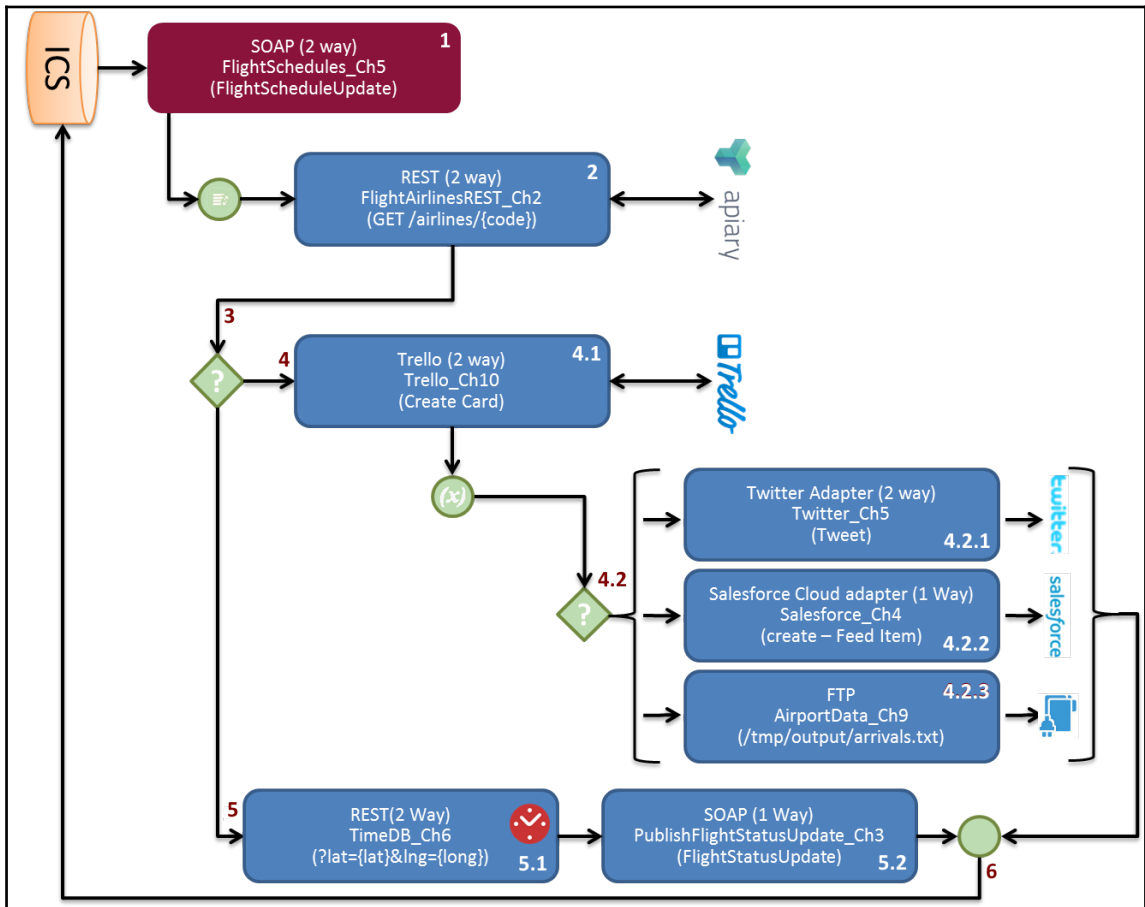 ICS
SOAP (2 way)
1
FlightSchedules_Ch5
(FlightScheduleUpdate)
REST (2 way)
2
FlightAirlinesREST_Ch2
(GET /airlines/{code})
apiary
3
?
4
Trello (2 way)
4.1
Trello_Ch10
(Create Card)
Trello
(x)
4.2
?
Twitter Adapter (2 way)
Twitter_Ch5
(Tweet)
4.2.1
twitter
Salesforce Cloud adapter (1 Way)
Salesforce_Ch4
(create – Feed Item)
4.2.2
salesforce
FTP
4.2.3
AirportData_Ch9
(/tmp/output/arrivals.txt)
5
REST(2 Way)
TimeDB_Ch6
(?lat={lat}&lng={long})
5.1
SOAP (1 Way)
PublishFlightStatusUpdate_Ch3
(FlightStatusUpdate)
5.2
6